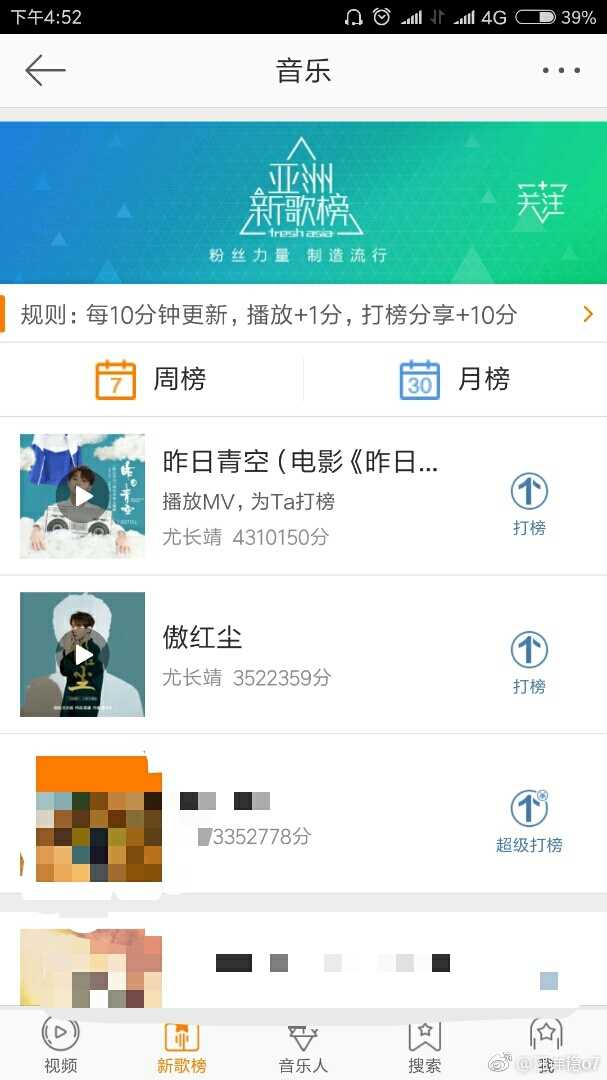 下午4:52
4G
39%
音乐
亚洲
新歌榜
fresh asia
粉丝力量 制造流行
关注
规则：每10分钟更新，播放+1分，打榜分享+10分
7 周榜
30 月榜
昨日青空
昨日青空（电影《昨日...
播放MV，为Ta打榜
尤长靖 4310150分
打榜
傲红尘
尤长靖 3522359分
打榜
3352778分
超级打榜
视频
新歌榜
音乐人
搜索
我